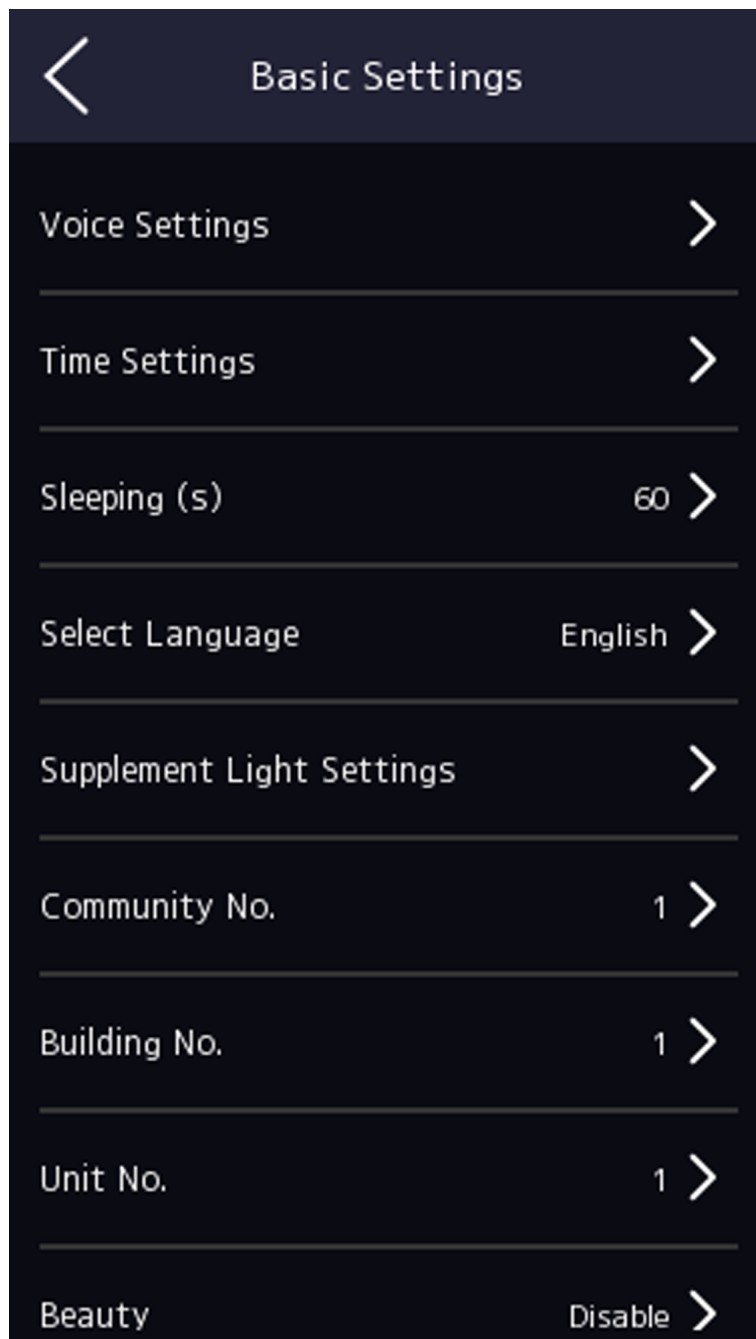 Basic Settings
Voice Settings
Time Settings
Sleeping (s) 60
Select Language English
Supplement Light Settings
Community No. 1
Building No. 1
Unit No. 1
Beauty Disable